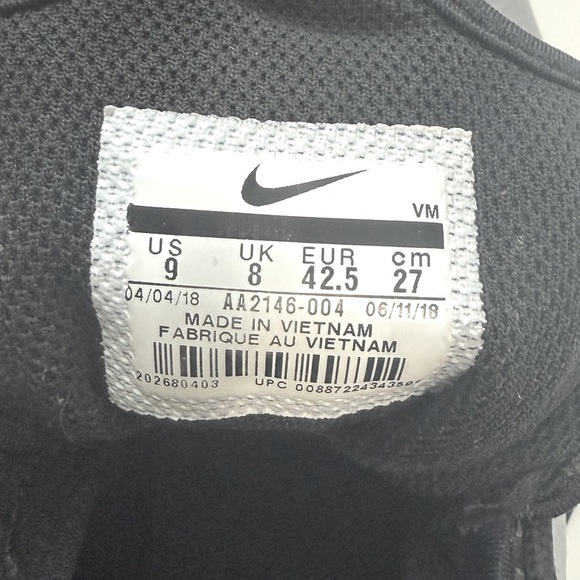 VM
US UK EUR cm
9 8 42.5 27
04/04/18 AA2146-004 06/11/18
MADE IN VIETNAM
FABRIQUE AU VIETNAM
202680403 UPC